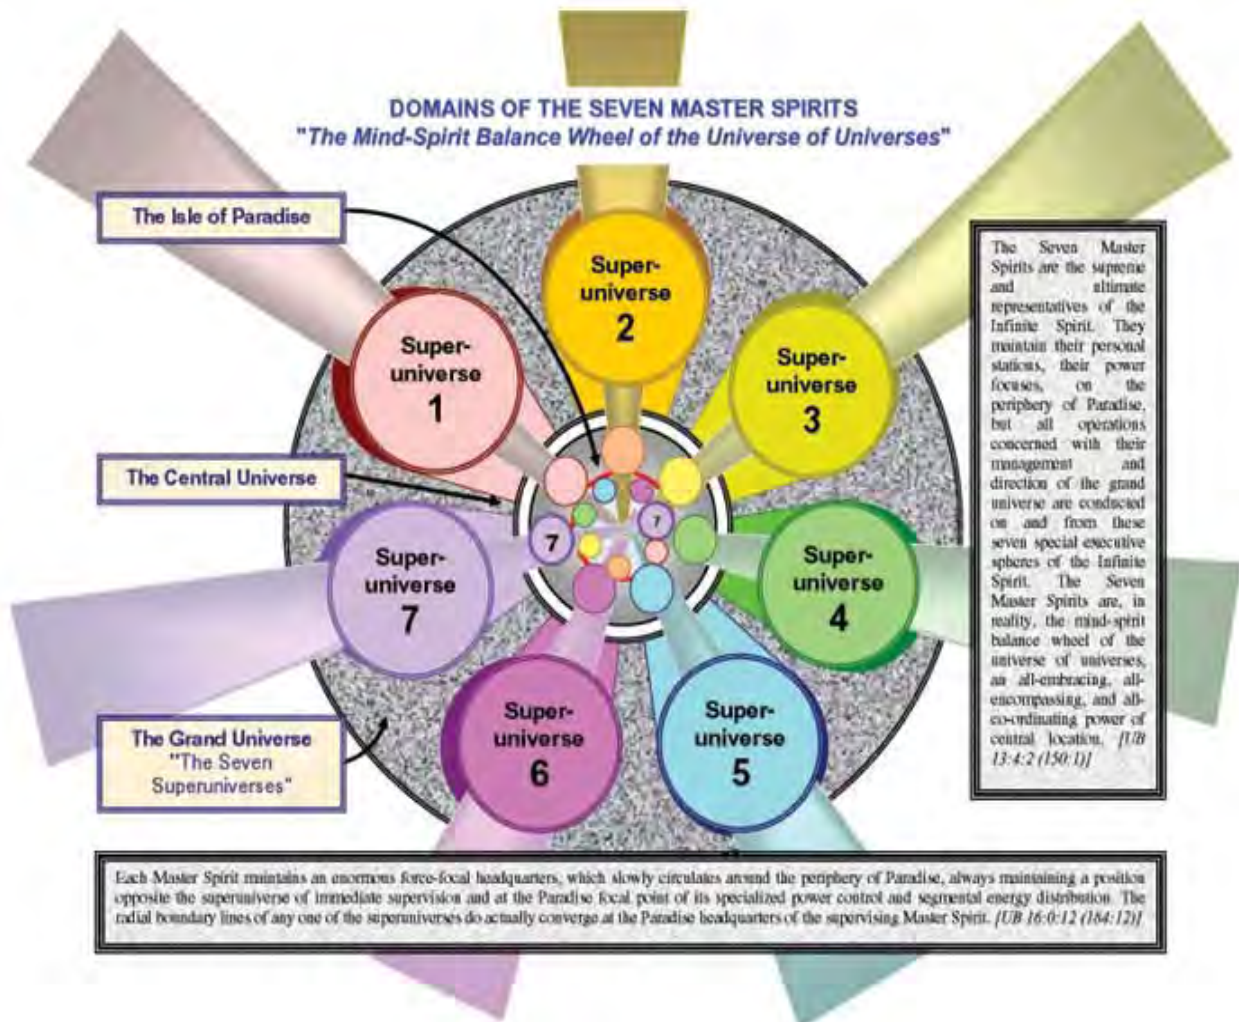 DOMAINS OF THE SEVEN MASTER SPIRITS
"The Mind-Spirit Balance Wheel of the Universe of Universes"
The Isle of Paradise
Super-
universe
2
Super-
universe
1
Super-
universe
3
The Central Universe
7
7
Super-
universe
7
Super-
universe
4
The Grand Universe
"The Seven
Superuniverses"
Super-
universe
6
Super-
universe
5
The Seven Master
Spirits are the supreme
and ultimate
representatives of the
Infinite Spirit. They
maintain their personal
stations, their power
focuses, on the
periphery of Paradise,
but all operations
concerned with their
management and
direction of the grand
universe are conducted
on and from these
seven special executive
spheres of the Infinite
Spirit. The Seven
Master Spirits are, in
reality, the mind-spirit
balance wheel of the
universe of universes,
an all-embracing, all-
encompassing, and all-
co-ordinating power of
central location. [UB
13:4:2 (150:1)]
Each Master Spirit maintains an enormous force-focal headquarters, which slowly circulates around the periphery of Paradise, always maintaining a position
opposite the superuniverse of immediate supervision and at the Paradise focal point of its specialized power control and segmental energy distribution. The
radial boundary lines of any one of the superuniverses do actually converge at the Paradise headquarters of the supervising Master Spirit. [UB 16:0:12 (184:12)]